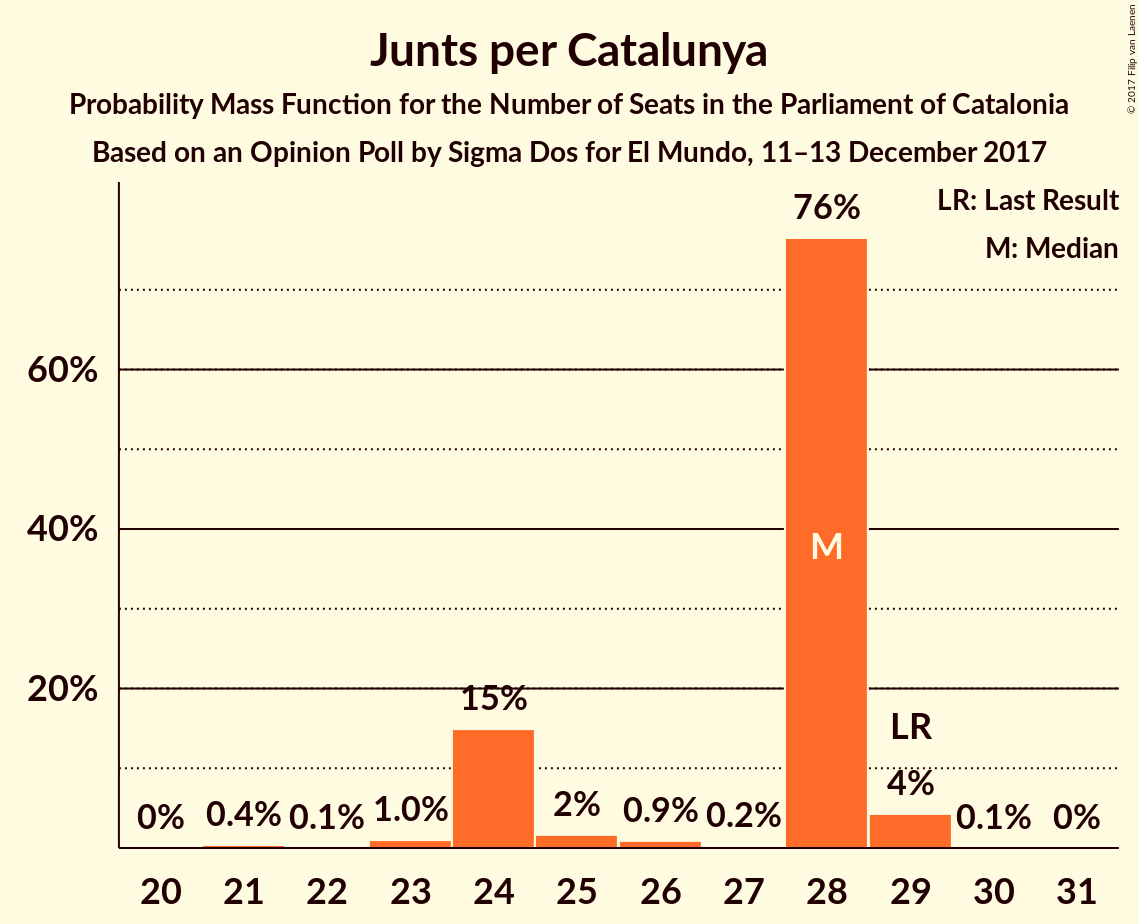 Junts per Catalunya
Probability Mass Function for the Number of Seats in the Parliament of Catalonia
Based on an Opinion Poll by Sigma Dos for El Mundo, 11–13 December 2017
© 2017 Filip van Laenen
LR: Last Result
M: Median
76%
60%
M
40%
20%
15%
LR
4%
0%
0.4%
0.1%
1.0%
2%
0.9%
0.2%
0.1%
0%
20 21 22 23 24 25 26 27 28 29 30 31